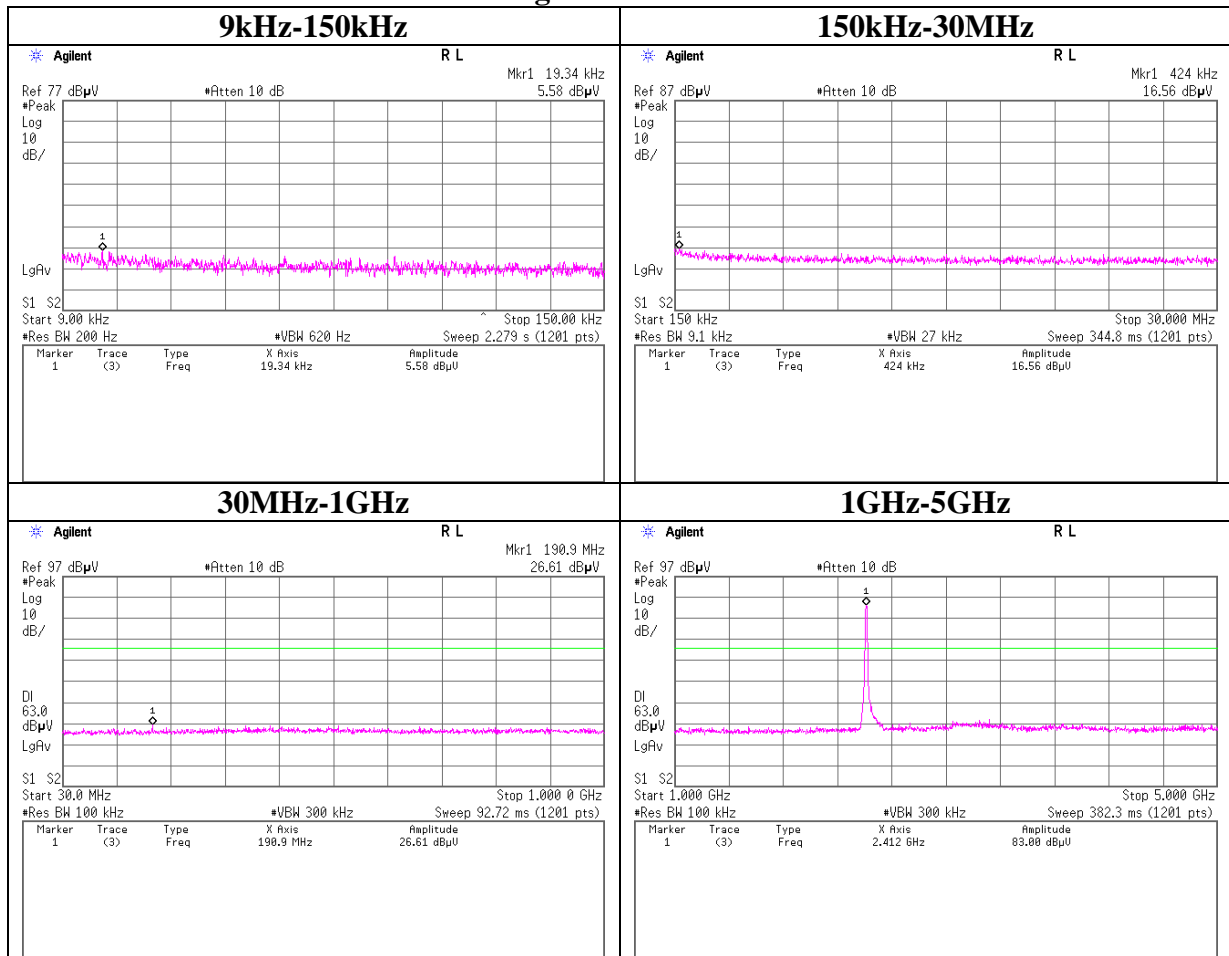 9kHz-150kHz
Agilent R L
Mkr1 19.34 kHz
Ref 77 dBµV #Atten 10 dB 5.58 dBµV
#Peak
Log
10
dB/
1
LgAv
S1 S2
Start 9.00 kHz ^ Stop 150.00 kHz
#Res BW 200 Hz #VBW 620 Hz Sweep 2.279 s (1201 pts)
Marker Trace Type X Axis Amplitude
1 (3) Freq 19.34 kHz 5.58 dBµV
150kHz-30MHz
Agilent R L
Mkr1 424 kHz
Ref 87 dBµV #Atten 10 dB 16.56 dBµV
#Peak
Log
10
dB/
1
LgAv
S1 S2
Start 150 kHz Stop 30.000 MHz
#Res BW 9.1 kHz #VBW 27 kHz Sweep 344.8 ms (1201 pts)
Marker Trace Type X Axis Amplitude
1 (3) Freq 424 kHz 16.56 dBµV
30MHz-1GHz
Agilent R L
Mkr1 190.9 MHz
Ref 97 dBµV #Atten 10 dB 26.61 dBµV
#Peak
Log
10
dB/
DI
63.0
dBµV
1
LgAv
S1 S2
Start 30.0 MHz Stop 1.000 0 GHz
#Res BW 100 kHz #VBW 300 kHz Sweep 92.72 ms (1201 pts)
Marker Trace Type X Axis Amplitude
1 (3) Freq 190.9 MHz 26.61 dBµV
1GHz-5GHz
Agilent R L
Ref 97 dBµV #Atten 10 dB
#Peak
Log
10
dB/
1
DI
63.0
dBµV
LgAv
S1 S2
Start 1.000 GHz Stop 5.000 GHz
#Res BW 100 kHz #VBW 300 kHz Sweep 382.3 ms (1201 pts)
Marker Trace Type X Axis Amplitude
1 (3) Freq 2.412 GHz 83.00 dBµV